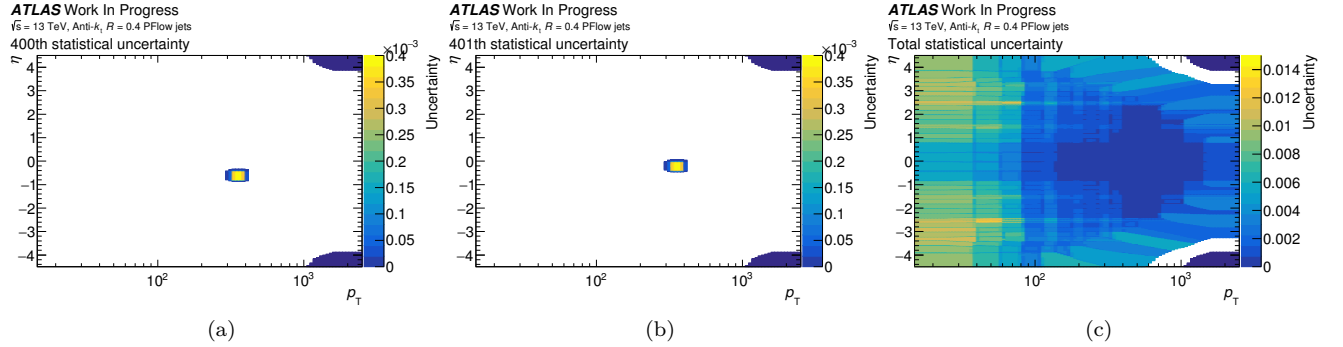 ATLAS Work In Progress
√s = 13 TeV, Anti-kt R = 0.4 PFlow jets
400th statistical uncertainty
×10⁻³
η
4
3
2
1
0
−1
−2
−3
−4
10²
10³
pT
0.4
0.35
0.3
0.25
0.2
0.15
0.1
0.05
0
Uncertainty
(a)
ATLAS Work In Progress
√s = 13 TeV, Anti-kt R = 0.4 PFlow jets
401th statistical uncertainty
×10⁻³
η
4
3
2
1
0
−1
−2
−3
−4
10²
10³
pT
0.4
0.35
0.3
0.25
0.2
0.15
0.1
0.05
0
Uncertainty
(b)
ATLAS Work In Progress
√s = 13 TeV, Anti-kt R = 0.4 PFlow jets
Total statistical uncertainty
η
4
3
2
1
0
−1
−2
−3
−4
10²
10³
pT
0.014
0.012
0.01
0.008
0.006
0.004
0.002
0
Uncertainty
(c)